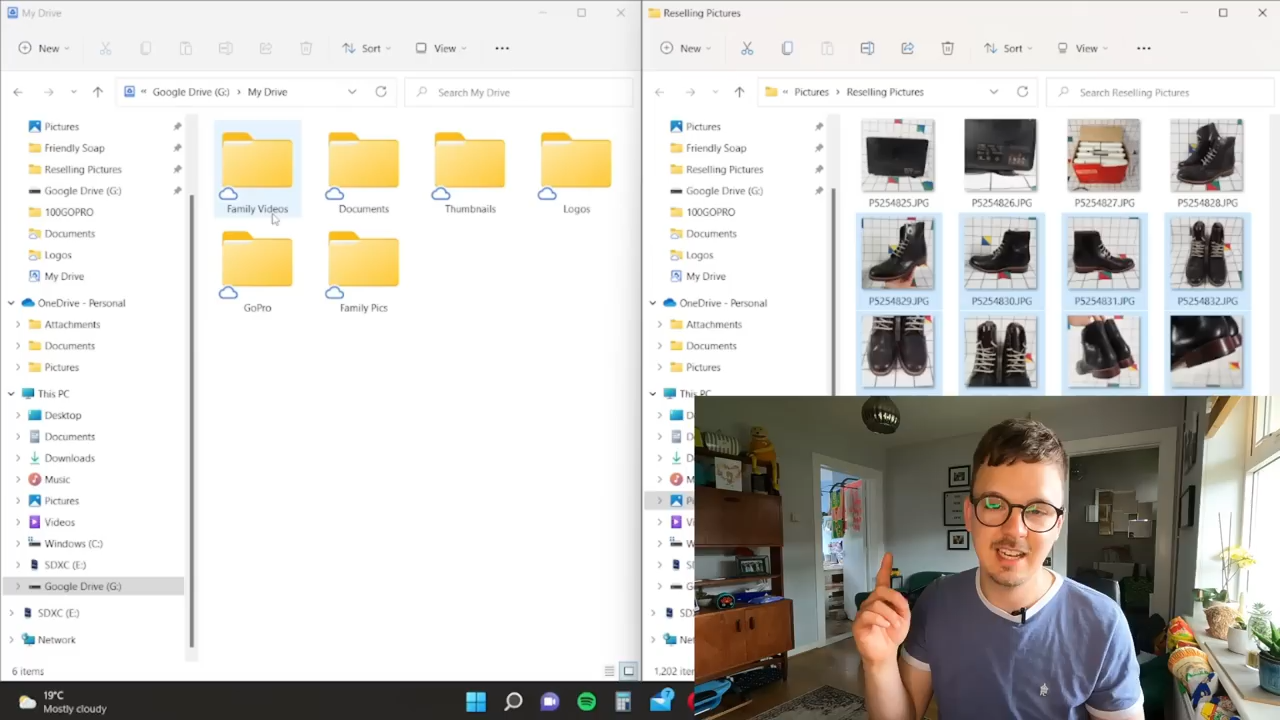 My Drive
New
Sort
View
Google Drive (G:) > My Drive
Search My Drive
Pictures
Friendly Soap
Reselling Pictures
Google Drive (G:)
100GOPRO
Documents
Logos
My Drive
OneDrive - Personal
Attachments
Documents
Pictures
This PC
Desktop
Documents
Downloads
Music
Pictures
Videos
Windows (C:)
SDXC (E:)
Google Drive (G:)
SDXC (E:)
Network
Family Videos
Documents
Thumbnails
Logos
GoPro
Family Pics
6 items
Reselling Pictures
New
Sort
View
Pictures > Reselling Pictures
Search Reselling Pictures
Pictures
Friendly Soap
Reselling Pictures
Google Drive (G:)
100GOPRO
Documents
Logos
My Drive
OneDrive - Personal
Attachments
Documents
Pictures
This PC
P5254825.JPG
P5254826.JPG
P5254827.JPG
P5254828.JPG
P5254829.JPG
P5254830.JPG
P5254831.JPG
P5254832.JPG
1,202
19°C
Mostly cloudy